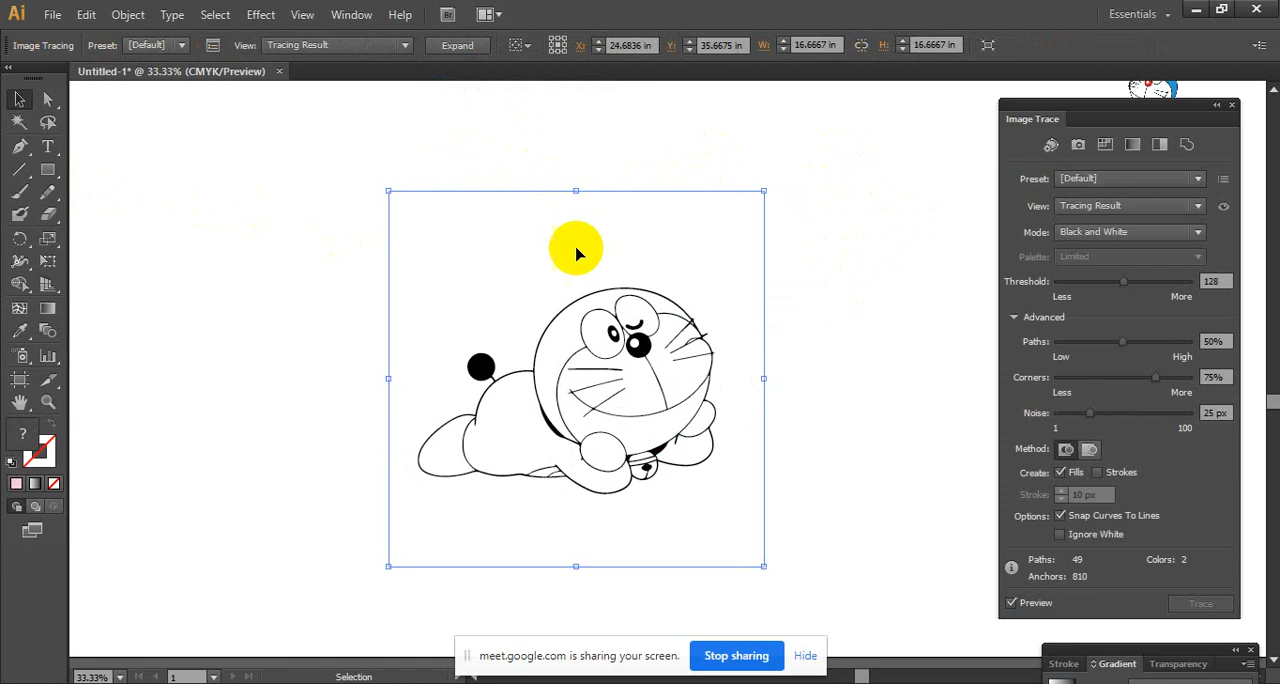 Ai File Edit Object Type Select Effect View Window Help Br Essentials
Image Tracing Preset: [Default] View: Tracing Result Expand X: 24.6836 in Y: 35.6675 in W: 16.6667 in H: 16.6667 in
Untitled-1* @ 33.33% (CMYK/Preview) ×
Image Trace
Preset: [Default]
View: Tracing Result
Mode: Black and White
Palette: Limited
Threshold: 128
Less More
Advanced
Paths: 50%
Low High
Corners: 75%
Less More
Noise: 25 px
1 100
Method:
Create: Fills Strokes
Stroke: 10 px
Options: Snap Curves To Lines
Ignore White
Paths: 49 Colors: 2
Anchors: 810
Preview Trace
?
meet.google.com is sharing your screen. Stop sharing Hide
Stroke Gradient Transparency
33.33% 1 Selection